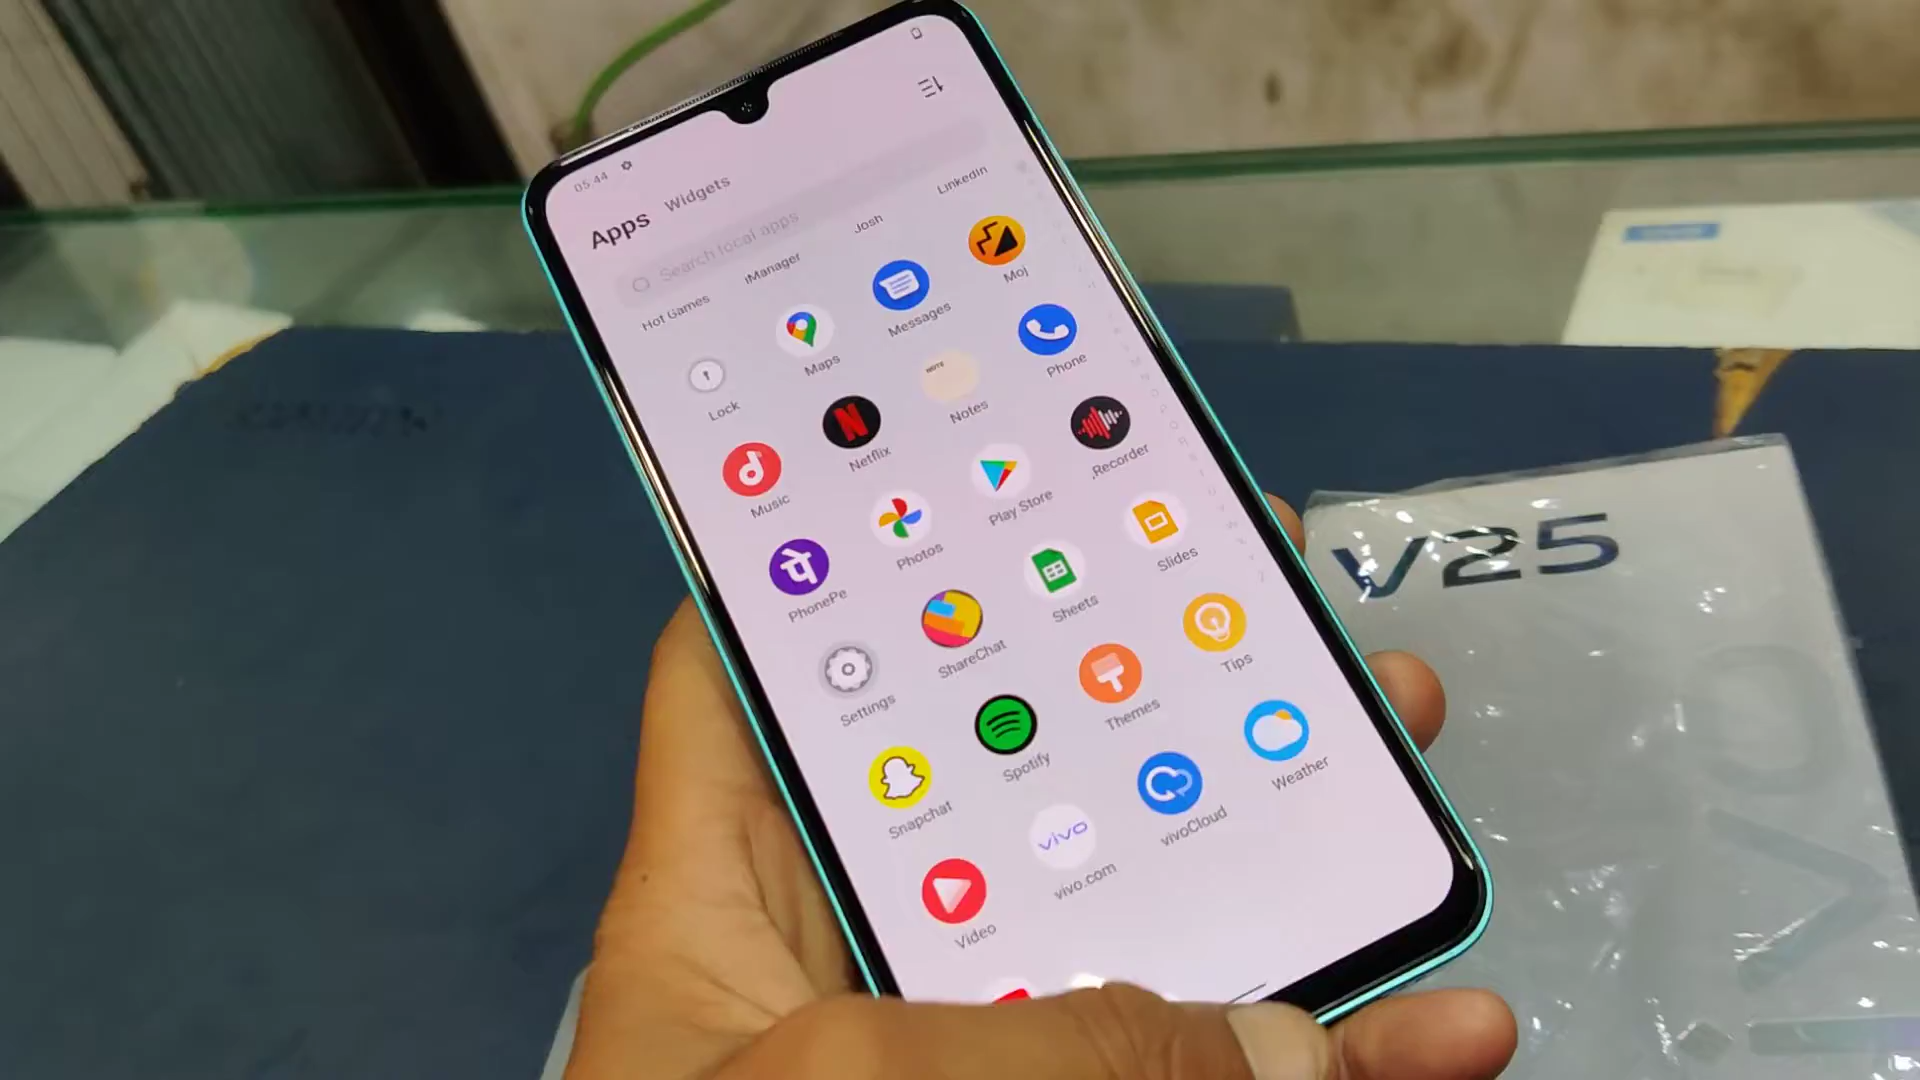 05:44
Apps Widgets
Search local apps
Hot Games iManager Josh LinkedIn
Lock Maps Messages Moj
NOTE
Music Netflix Notes Phone
PhonePe Photos Play Store Recorder
Settings ShareChat Sheets Slides
Snapchat Spotify Themes Tips
vivo
Video vivo.com vivoCloud Weather
V25